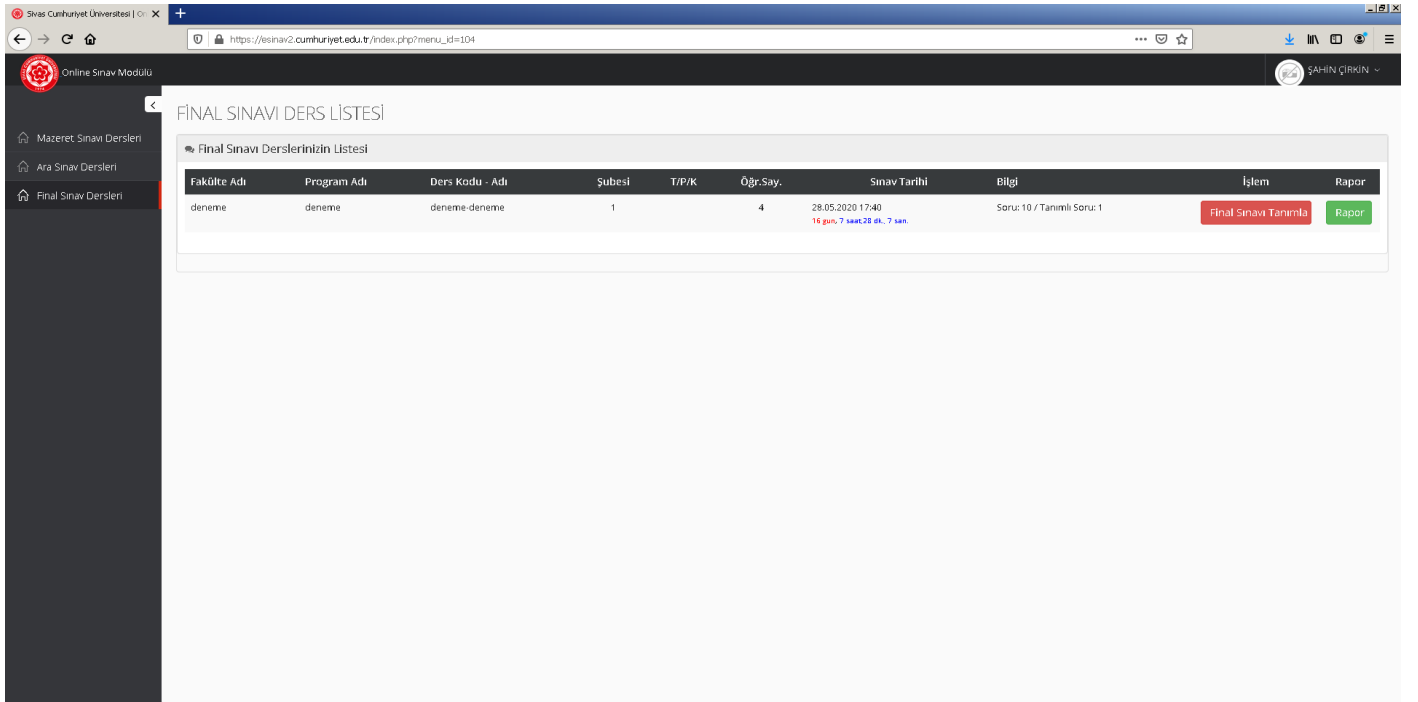 Sivas Cumhuriyet Üniversitesi | O
https://esinav2.cumhuriyet.edu.tr/index.php?menu_id=104
Online Sınav Modülü
ŞAHİN ÇİRKİN
FİNAL SINAVI DERS LİSTESİ
Mazeret Sınavı Dersleri
Ara Sınav Dersleri
Final Sınav Dersleri
Final Sınavı Derslerinizin Listesi
Fakülte Adı Program Adı Ders Kodu - Adı Şubesi T/P/K Öğr.Say. Sınav Tarihi Bilgi İşlem Rapor
deneme deneme deneme-deneme 1 4 28.05.2020 17:40 Soru: 10 / Tanımlı Soru: 1 Final Sınavı Tanımla Rapor
16 gun, 7 saat,28 dk., 7 san.